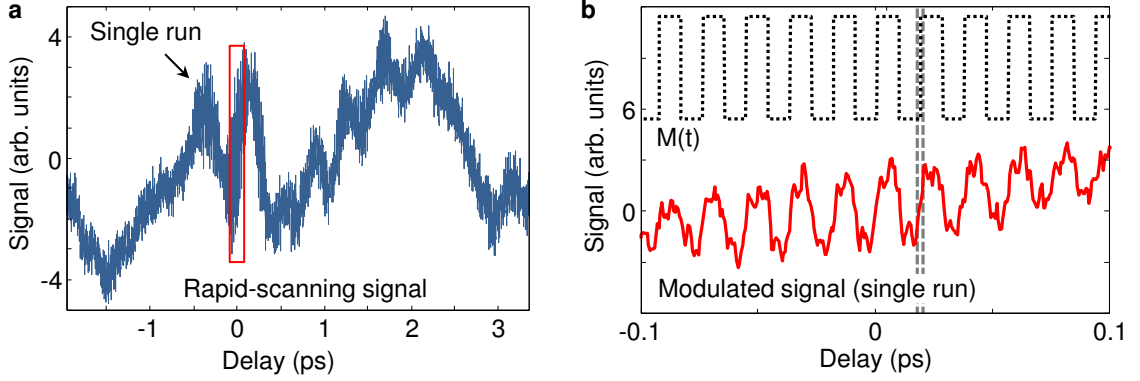 a
Signal (arb. units)
4
0
-4
Single run
Rapid-scanning signal
-1
0
1
2
3
Delay (ps)
b
Signal (arb. units)
6
0
M(t)
Modulated signal (single run)
-0.1
0
0.1
Delay (ps)